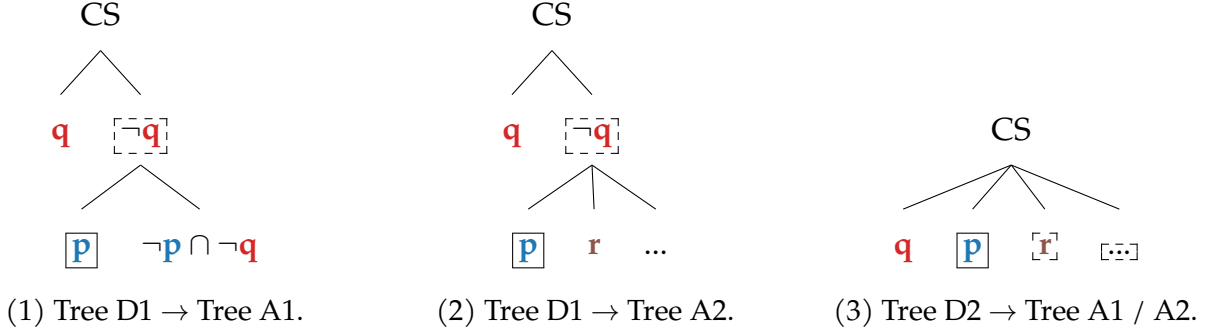 CS
q ¬q
p ¬p ∩ ¬q
(1) Tree D1 → Tree A1.
CS
q ¬q
p r ...
(2) Tree D1 → Tree A2.
CS
q p r ...
(3) Tree D2 → Tree A1 / A2.